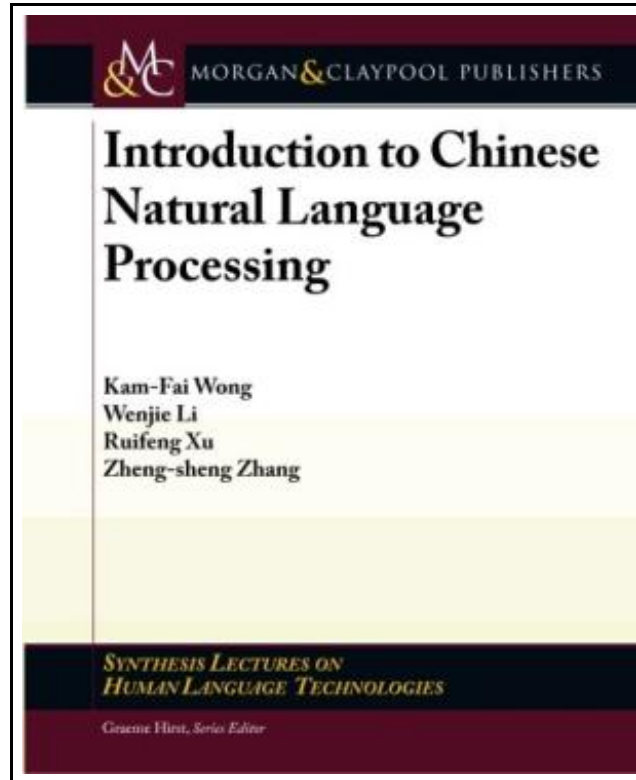 M&C MORGAN&CLAYPOOL PUBLISHERS
Introduction to Chinese
Natural Language
Processing
Kam-Fai Wong
Wenjie Li
Ruifeng Xu
Zheng-sheng Zhang
SYNTHESIS LECTURES ON
HUMAN LANGUAGE TECHNOLOGIES
Graeme Hirst, Series Editor